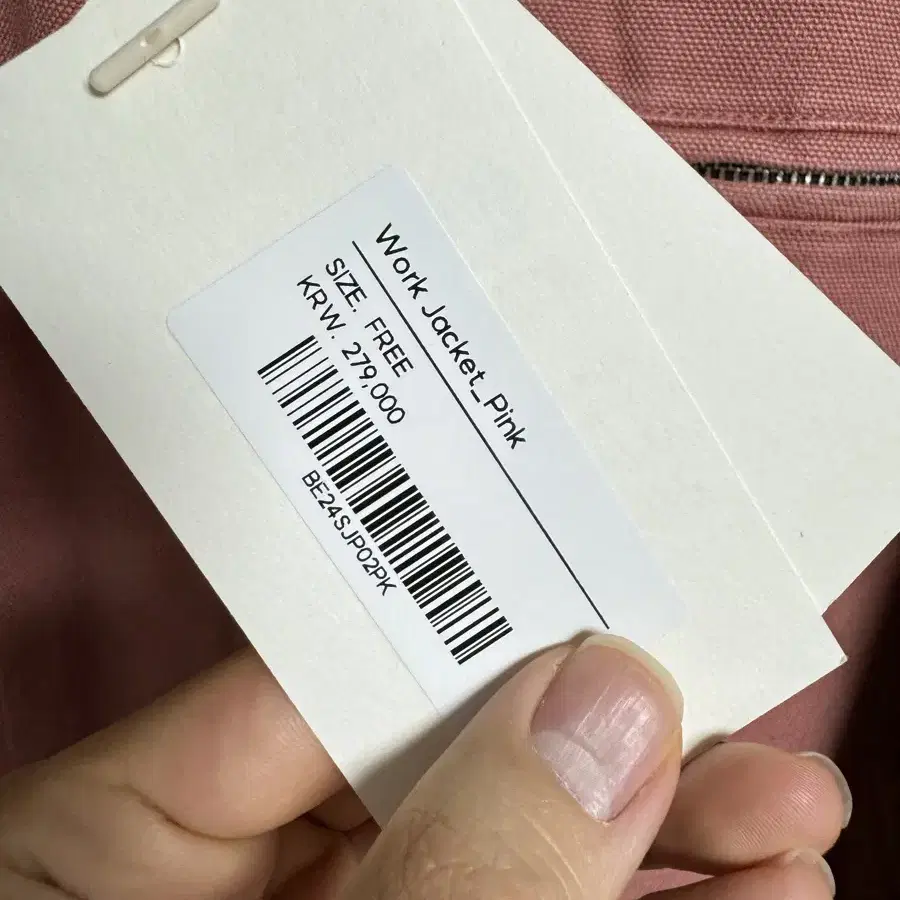 Work Jacket_Pink
SIZE. FREE
KRW. 279,000
BE24SJP02PK